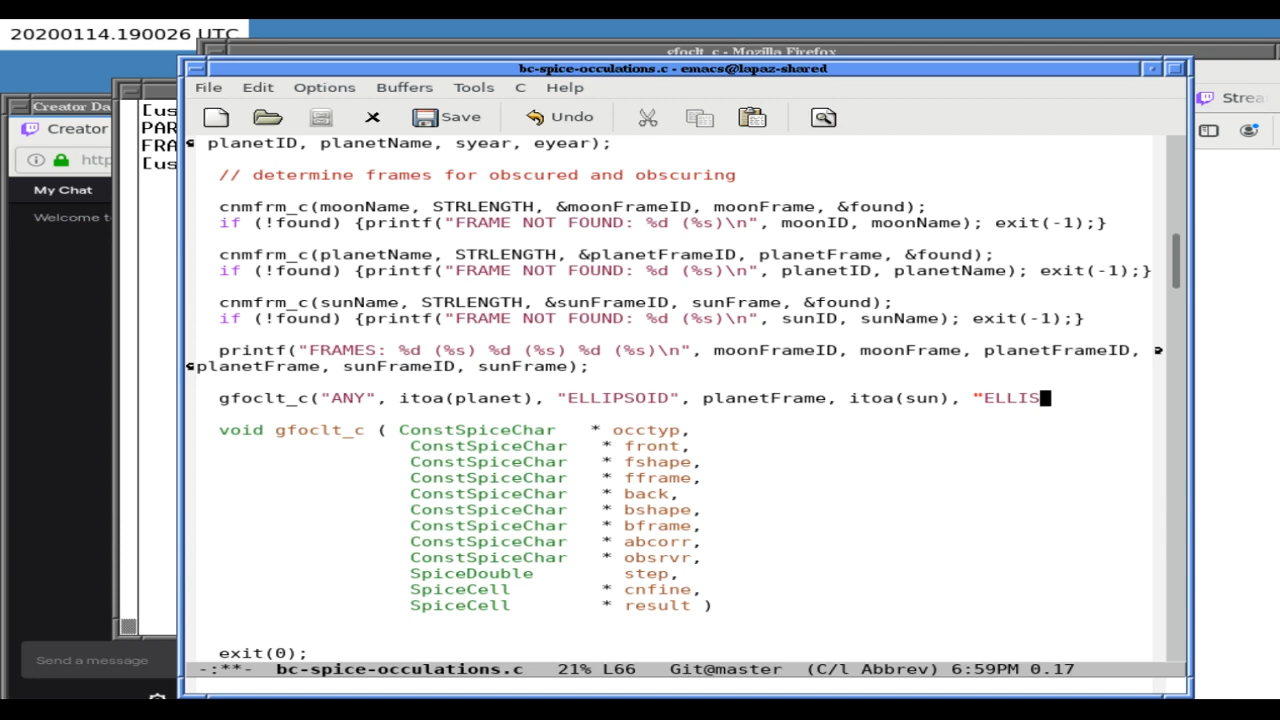 20200114.190026 UTC
gfoclt_c - Mozilla Firefox
bc-spice-occulations.c - emacs@lapaz-shared
File Edit Options Buffers Tools C Help
Save Undo
Creator Da
Creator
http
My Chat
Welcome t
Send a message
[us
PAR
FRA
[us
Strea
planetID, planetName, syear, eyear);
// determine frames for obscured and obscuring
cnmfrm_c(moonName, STRLENGTH, &moonFrameID, moonFrame, &found);
if (!found) {printf("FRAME NOT FOUND: %d (%s)\n", moonID, moonName); exit(-1);}
cnmfrm_c(planetName, STRLENGTH, &planetFrameID, planetFrame, &found);
if (!found) {printf("FRAME NOT FOUND: %d (%s)\n", planetID, planetName); exit(-1);}
cnmfrm_c(sunName, STRLENGTH, &sunFrameID, sunFrame, &found);
if (!found) {printf("FRAME NOT FOUND: %d (%s)\n", sunID, sunName); exit(-1);}
printf("FRAMES: %d (%s) %d (%s) %d (%s)\n", moonFrameID, moonFrame, planetFrameID,
planetFrame, sunFrameID, sunFrame);
gfoclt_c("ANY", itoa(planet), "ELLIPSOID", planetFrame, itoa(sun), "ELLIS
void gfoclt_c ( ConstSpiceChar * occtyp,
ConstSpiceChar * front,
ConstSpiceChar * fshape,
ConstSpiceChar * fframe,
ConstSpiceChar * back,
ConstSpiceChar * bshape,
ConstSpiceChar * bframe,
ConstSpiceChar * abcorr,
ConstSpiceChar * obsrvr,
SpiceDouble step,
SpiceCell * cnfine,
SpiceCell * result )
exit(0);
-:**- bc-spice-occulations.c 21% L66 Git@master (C/l Abbrev) 6:59PM 0.17